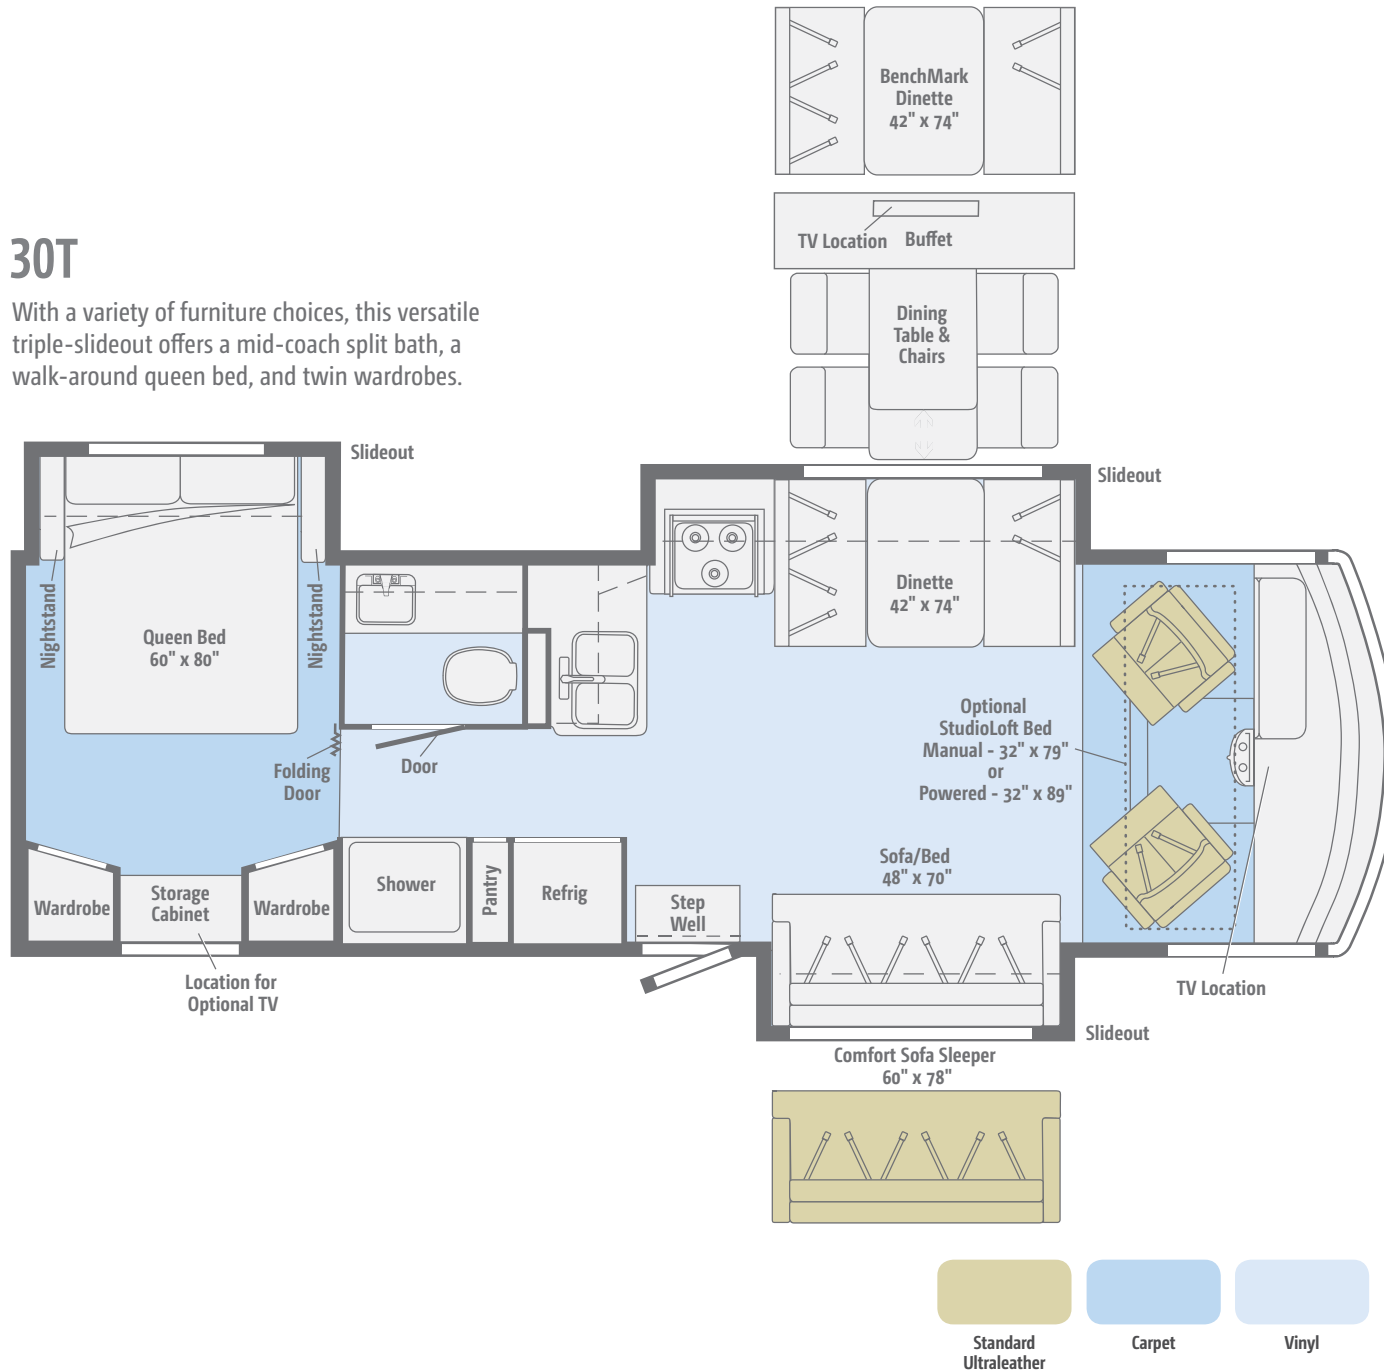 BenchMark
Dinette
42" x 74"
TV Location
Buffet
Dining
Table &
Chairs
30T
With a variety of furniture choices, this versatile
triple-slideout offers a mid-coach split bath, a
walk-around queen bed, and twin wardrobes.
Slideout
Slideout
Nightstand
Queen Bed
60" x 80"
Nightstand
Dinette
42" x 74"
Folding
Door
Door
Optional
StudioLoft Bed
Manual - 32" x 79"
or
Powered - 32" x 89"
Wardrobe
Storage
Cabinet
Wardrobe
Shower
Pantry
Refrig
Step
Well
Sofa/Bed
48" x 70"
Location for
Optional TV
TV Location
Slideout
Comfort Sofa Sleeper
60" x 78"
Standard
Ultraleather
Carpet
Vinyl